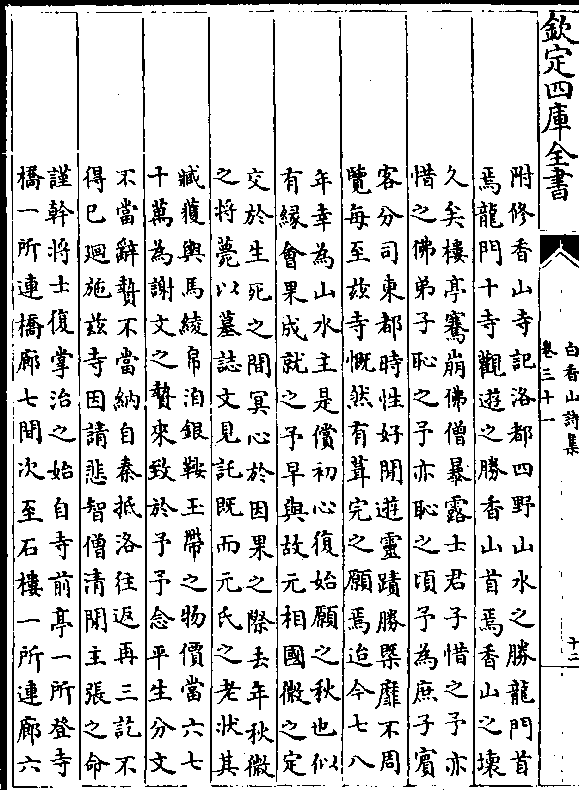 欽定四庫全書
白香山詩集
卷三十一
十二
附修香山寺記洛都四野山水之勝龍門首
焉龍門十寺觀遊之勝香山首焉香山之壞
久矣樓亭騫崩佛僧暴露士君子惜之予亦
惜之佛弟子恥之予亦恥之頃予為庶子賓
客分司東都時性好閒遊靈蹟勝槩靡不周
覽每至兹寺慨然有葺完之願焉迨今七八
年幸為山水主是償初心復始願之秋也似
有緣會果成就之予早與故元相國微之定
交於生死之間冥心於因果之際去年秋微
之將薨以墓誌文見託既而元氏之老狀其
臧獲輿馬綾帛洎銀鞍玉帶之物價當六七
十萬為謝文之贄來致於予予念平生分文
不當辭贄不當納自秦抵洛往返再三訖不
得已廻施兹寺因請悲智僧清閒主張之命
謹幹將士復掌治之始自寺前亭一所登寺
橋一所連橋廊七間次至石樓一所連廊六